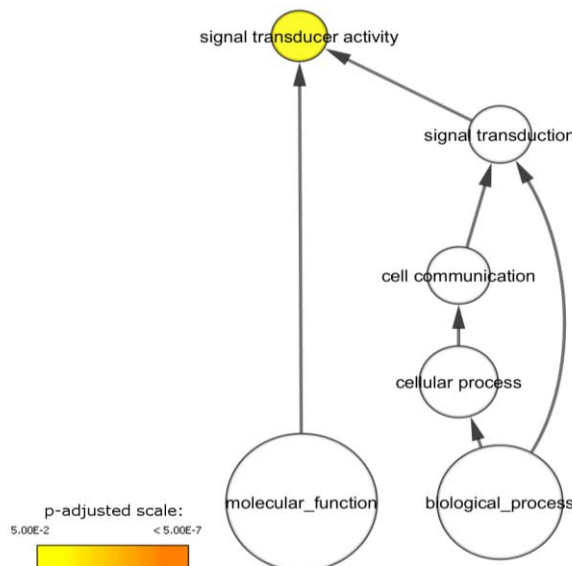 signal transducer activity
signal transduction
cell communication
cellular process
molecular_function
biological_process
p-adjusted scale:
5.00E-2 < 5.00E-7